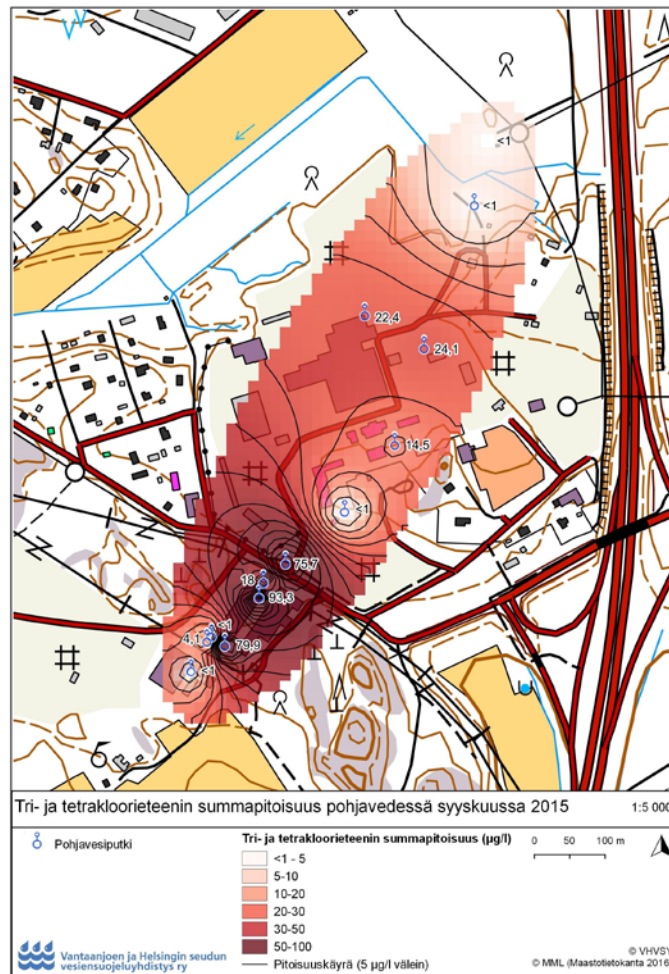 <1
<1
22,4
24,1
14,5
<1
75,7
18
93,3
<1
4,1
79,9
<1
Tri- ja tetrakloorieteenin summapitoisuus pohjavedessä syyskuussa 2015 1:5 000
Pohjavesiputki
Tri- ja tetrakloorieteenin summapitoisuus (µg/l)
<1 - 5
5-10
10-20
20-30
30-50
50-100
Pitoisuuskäyrä (5 µg/l välein)
0 50 100 m
Vantaanjoen ja Helsingin seudun
vesiensuojeluyhdistys ry
© VHVSY
© MML (Maastotietokanta 2016)